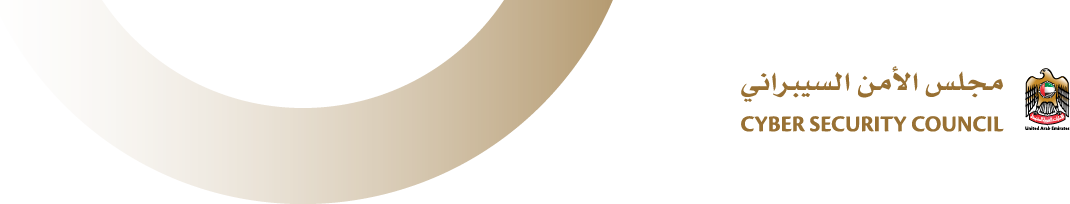 مجلس الأمن السيبراني
CYBER SECURITY COUNCIL
United Arab Emirates